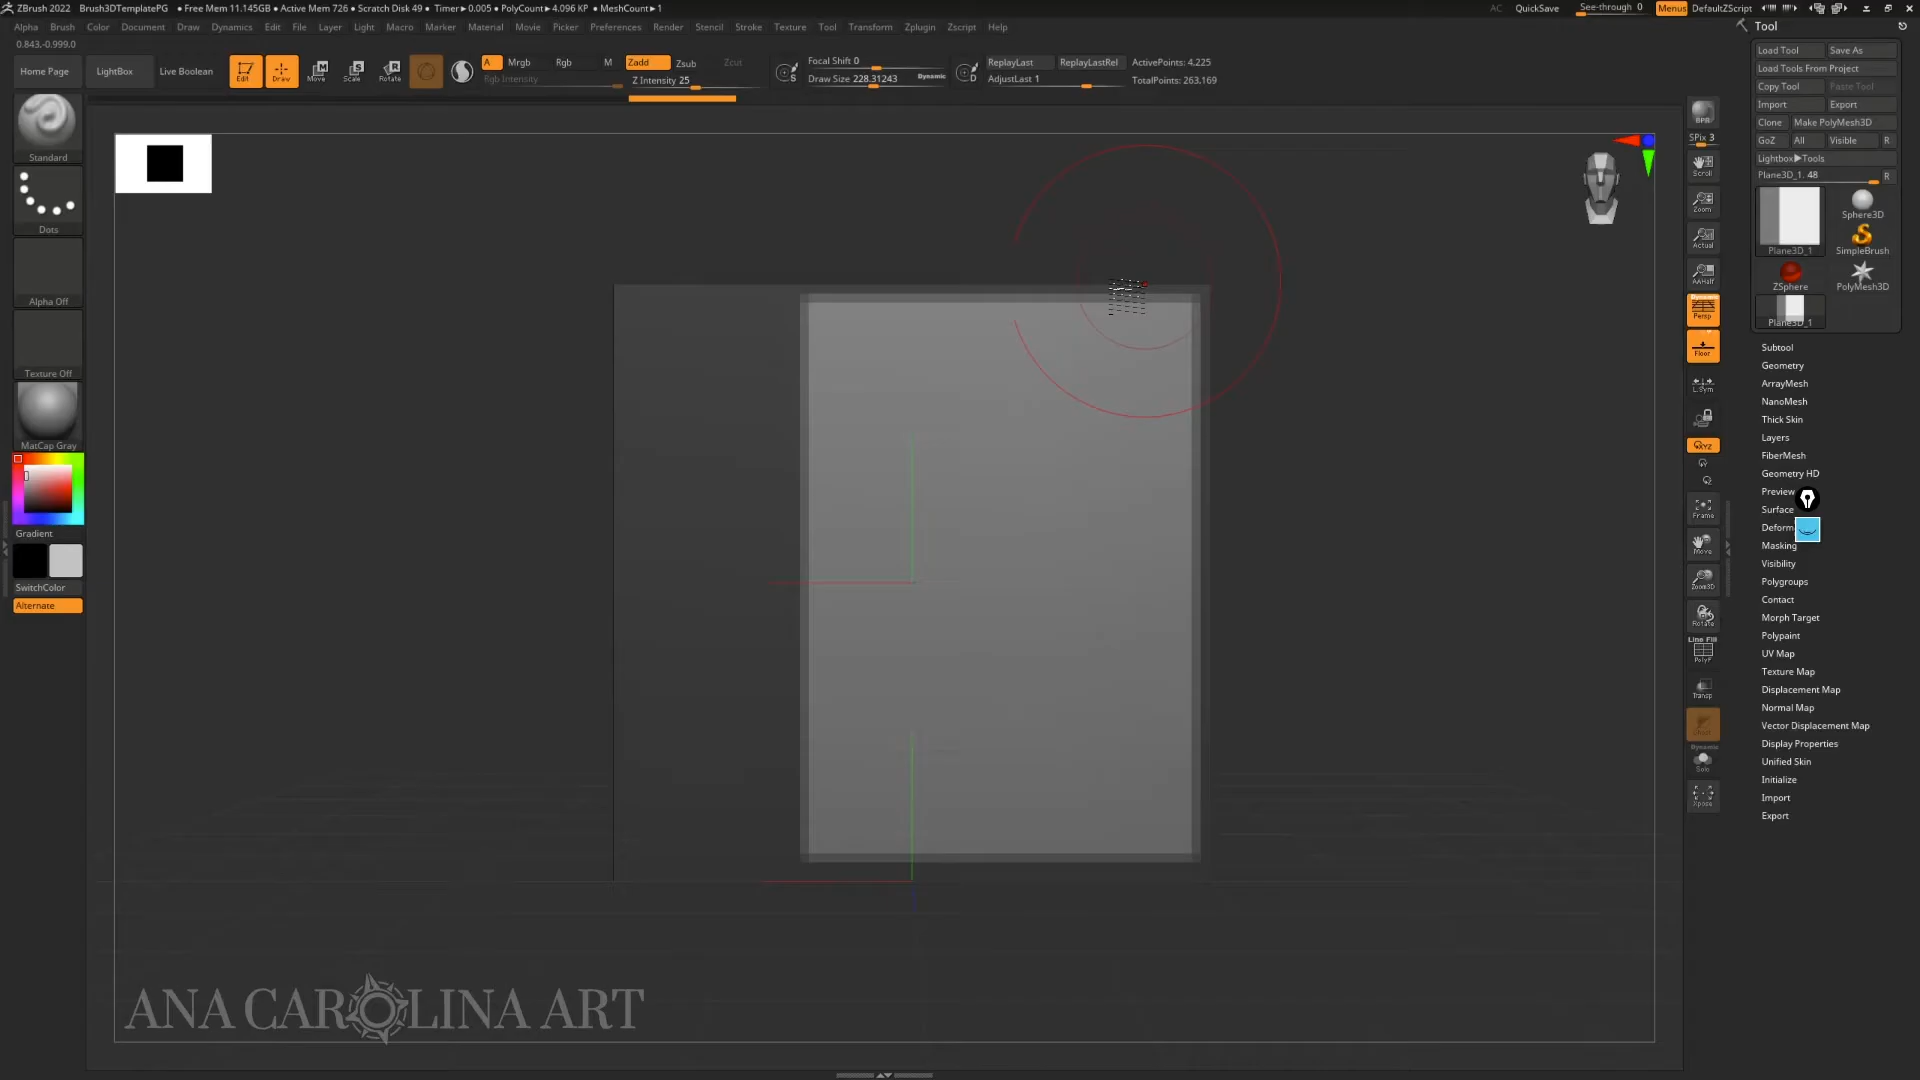 ZBrush 2022 Brush3DTemplatePG • Free Mem 11.145GB • Active Mem 726 • Scratch Disk 49 • Timer▸0.005 • PolyCount▸4.096 KP • MeshCount▸1 AC QuickSave See-through 0 Menus DefaultZScript
Alpha Brush Color Document Draw Dynamics Edit File Layer Light Macro Marker Material Movie Picker Preferences Render Stencil Stroke Texture Tool Transform Zplugin Zscript Help
0.843,-0.999,0
Home Page LightBox Live Boolean Edit Draw Move Scale Rotate
A Mrgb Rgb M Zadd Zsub Zcut
Rgb Intensity Z Intensity 25
S Focal Shift 0
Draw Size 228.31243 Dynamic
D ReplayLast ReplayLastRel ActivePoints: 4,225
AdjustLast 1 TotalPoints: 263,169
Standard
Dots
Alpha Off
Texture Off
MatCap Gray
Gradient
SwitchColor
Alternate
BPR
SPix 3
Scroll
Zoom
Actual
AAHalf
Dynamic
Persp
Floor
L.Sym
XYZ
Frame
Move
Zoom3D
Rotate
Line Fill
PolyF
Transp
Ghost
Dynamic
Solo
Xpose
Tool
Load Tool Save As
Load Tools From Project
Copy Tool Paste Tool
Import Export
Clone Make PolyMesh3D
GoZ All Visible R
Lightbox▸Tools
Plane3D_1. 48 R
Plane3D_1 Sphere3D
SimpleBrush
ZSphere PolyMesh3D
Plane3D_1
Subtool
Geometry
ArrayMesh
NanoMesh
Thick Skin
Layers
FiberMesh
Geometry HD
Preview
Surface
Deform
Masking
Visibility
Polygroups
Contact
Morph Target
Polypaint
UV Map
Texture Map
Displacement Map
Normal Map
Vector Displacement Map
Display Properties
Unified Skin
Initialize
Import
Export
ANA CAROLINA ART